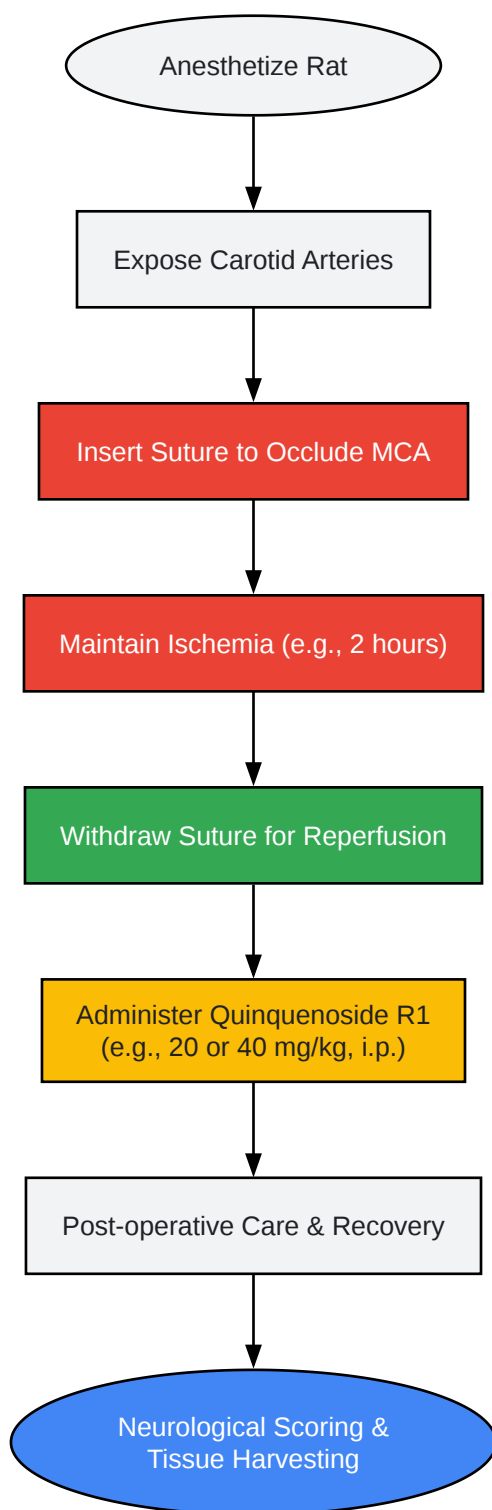 Anesthetize Rat
Expose Carotid Arteries
Insert Suture to Occlude MCA
Maintain Ischemia (e.g., 2 hours)
Withdraw Suture for Reperfusion
Administer Quinquenoside R1
(e.g., 20 or 40 mg/kg, i.p.)
Post-operative Care & Recovery
Neurological Scoring &
Tissue Harvesting